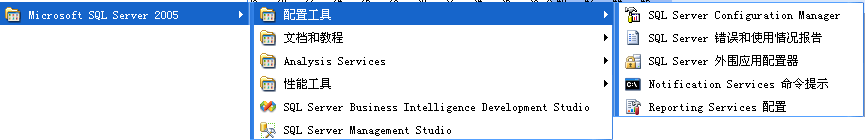 Microsoft SQL Server 2005
配置工具
文档和教程
Analysis Services
性能工具
SQL Server Business Intelligence Development Studio
SQL Server Management Studio
SQL Server Configuration Manager
SQL Server 错误和使用情况报告
SQL Server 外围应用配置器
Notification Services 命令提示
Reporting Services 配置